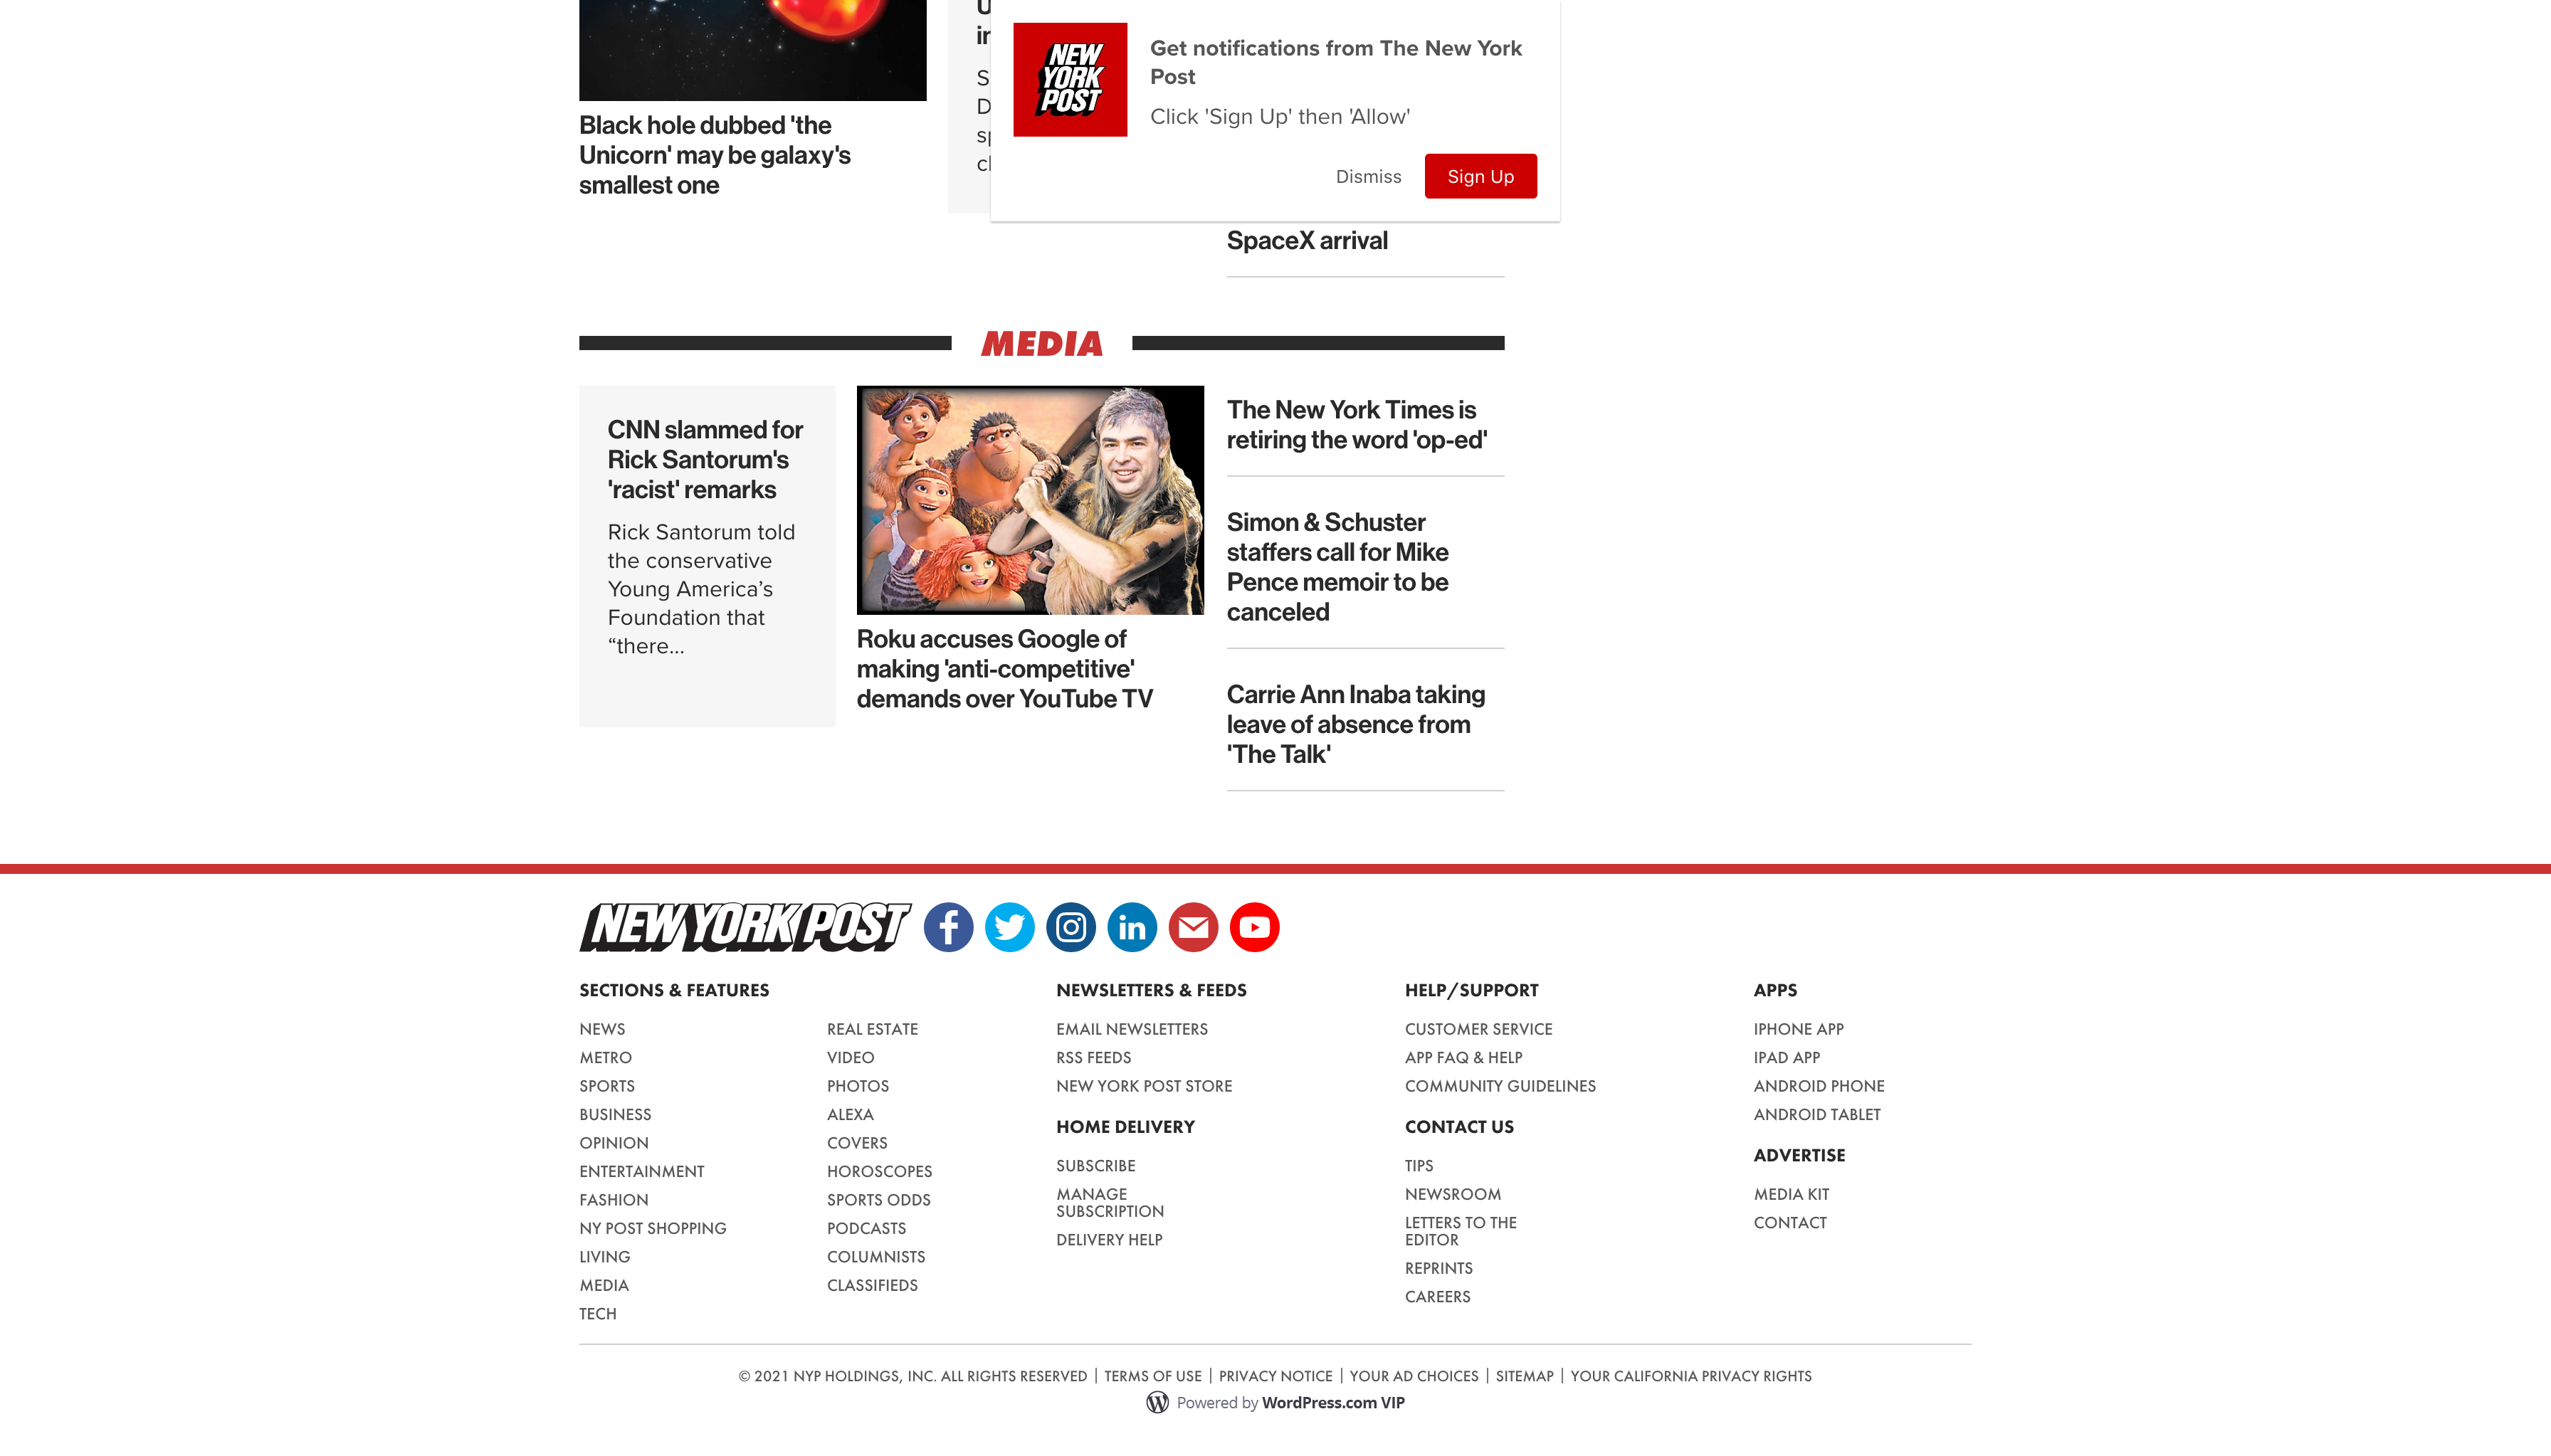 Black hole dubbed 'the
Unicorn' may be galaxy's
smallest one
NEW
YORK
POST
Get notifications from The New York
Post
Click 'Sign Up' then 'Allow'
Dismiss
Sign Up
SpaceX arrival
MEDIA
CNN slammed for
Rick Santorum's
'racist' remarks
Rick Santorum told
the conservative
Young America’s
Foundation that
“there...
Roku accuses Google of
making 'anti-competitive'
demands over YouTube TV
The New York Times is
retiring the word 'op-ed'
Simon & Schuster
staffers call for Mike
Pence memoir to be
canceled
Carrie Ann Inaba taking
leave of absence from
'The Talk'
NEW YORK POST
SECTIONS & FEATURES
NEWS
METRO
SPORTS
BUSINESS
OPINION
ENTERTAINMENT
FASHION
NY POST SHOPPING
LIVING
MEDIA
TECH
REAL ESTATE
VIDEO
PHOTOS
ALEXA
COVERS
HOROSCOPES
SPORTS ODDS
PODCASTS
COLUMNISTS
CLASSIFIEDS
NEWSLETTERS & FEEDS
EMAIL NEWSLETTERS
RSS FEEDS
NEW YORK POST STORE
HOME DELIVERY
SUBSCRIBE
MANAGE
SUBSCRIPTION
DELIVERY HELP
HELP/SUPPORT
CUSTOMER SERVICE
APP FAQ & HELP
COMMUNITY GUIDELINES
CONTACT US
TIPS
NEWSROOM
LETTERS TO THE
EDITOR
REPRINTS
CAREERS
APPS
IPHONE APP
IPAD APP
ANDROID PHONE
ANDROID TABLET
ADVERTISE
MEDIA KIT
CONTACT
© 2021 NYP HOLDINGS, INC. ALL RIGHTS RESERVED | TERMS OF USE | PRIVACY NOTICE | YOUR AD CHOICES | SITEMAP | YOUR CALIFORNIA PRIVACY RIGHTS
Powered by WordPress.com VIP